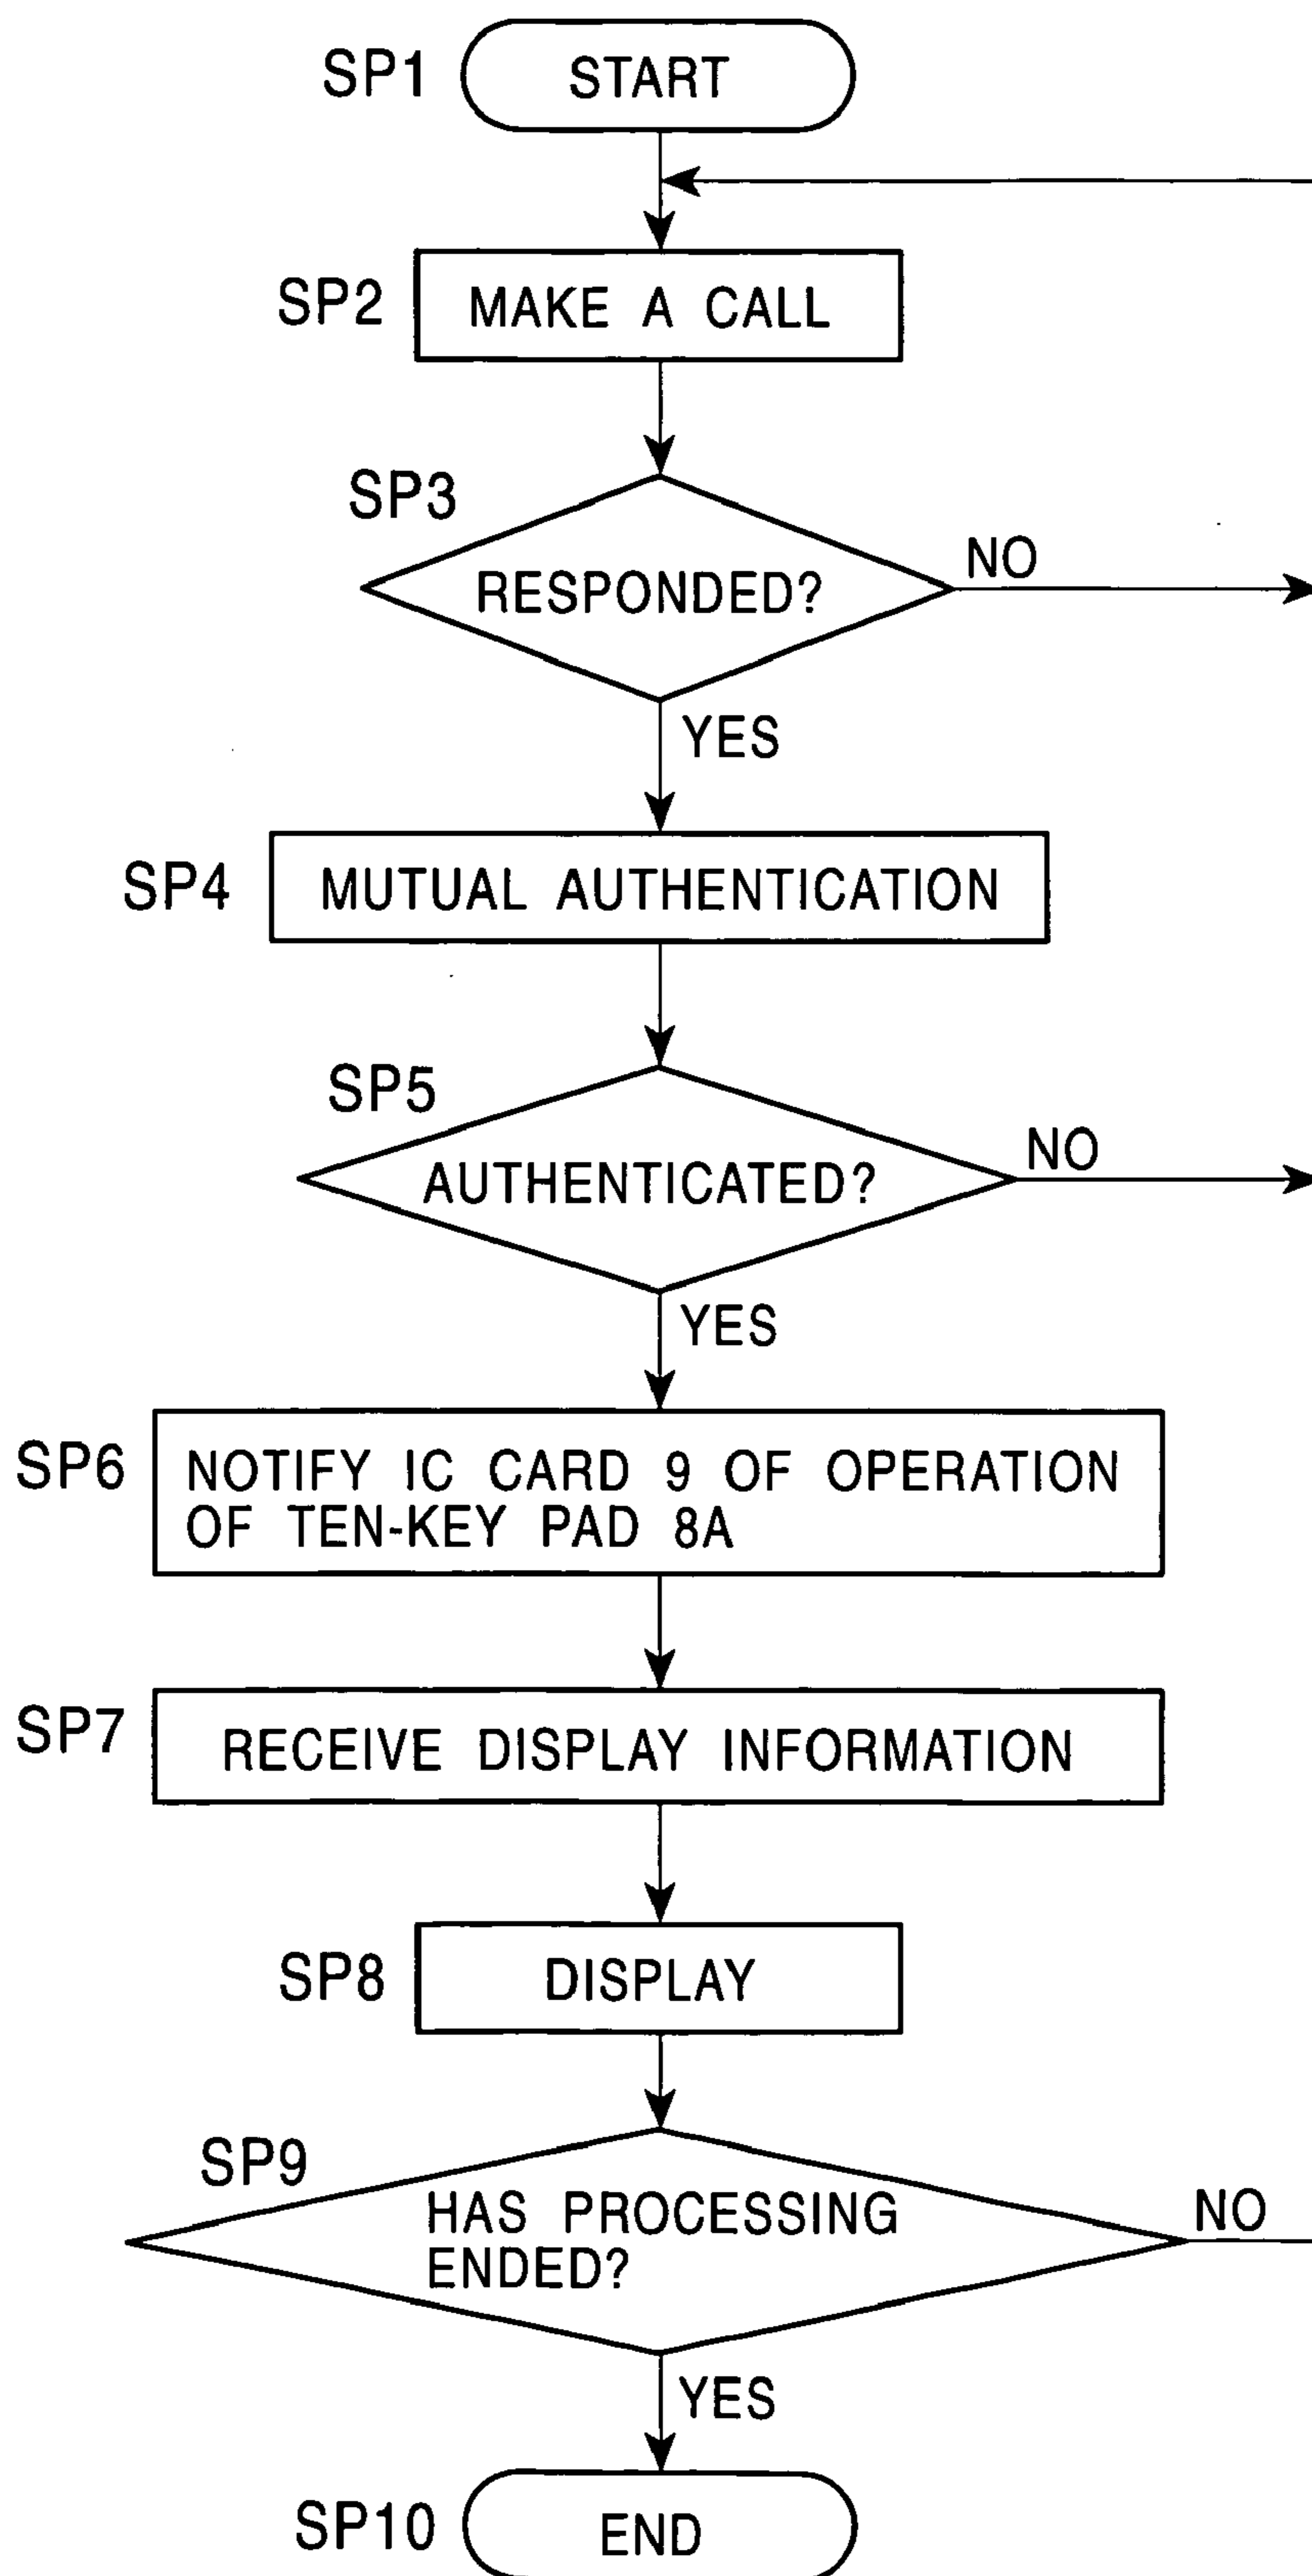 SP1 START
SP2 MAKE A CALL
SP3
RESPONDED?
NO
YES
SP4 MUTUAL AUTHENTICATION
SP5
AUTHENTICATED?
NO
YES
SP6 NOTIFY IC CARD 9 OF OPERATION
OF TEN-KEY PAD 8A
SP7 RECEIVE DISPLAY INFORMATION
SP8 DISPLAY
SP9
HAS PROCESSING
ENDED?
NO
YES
SP10 END